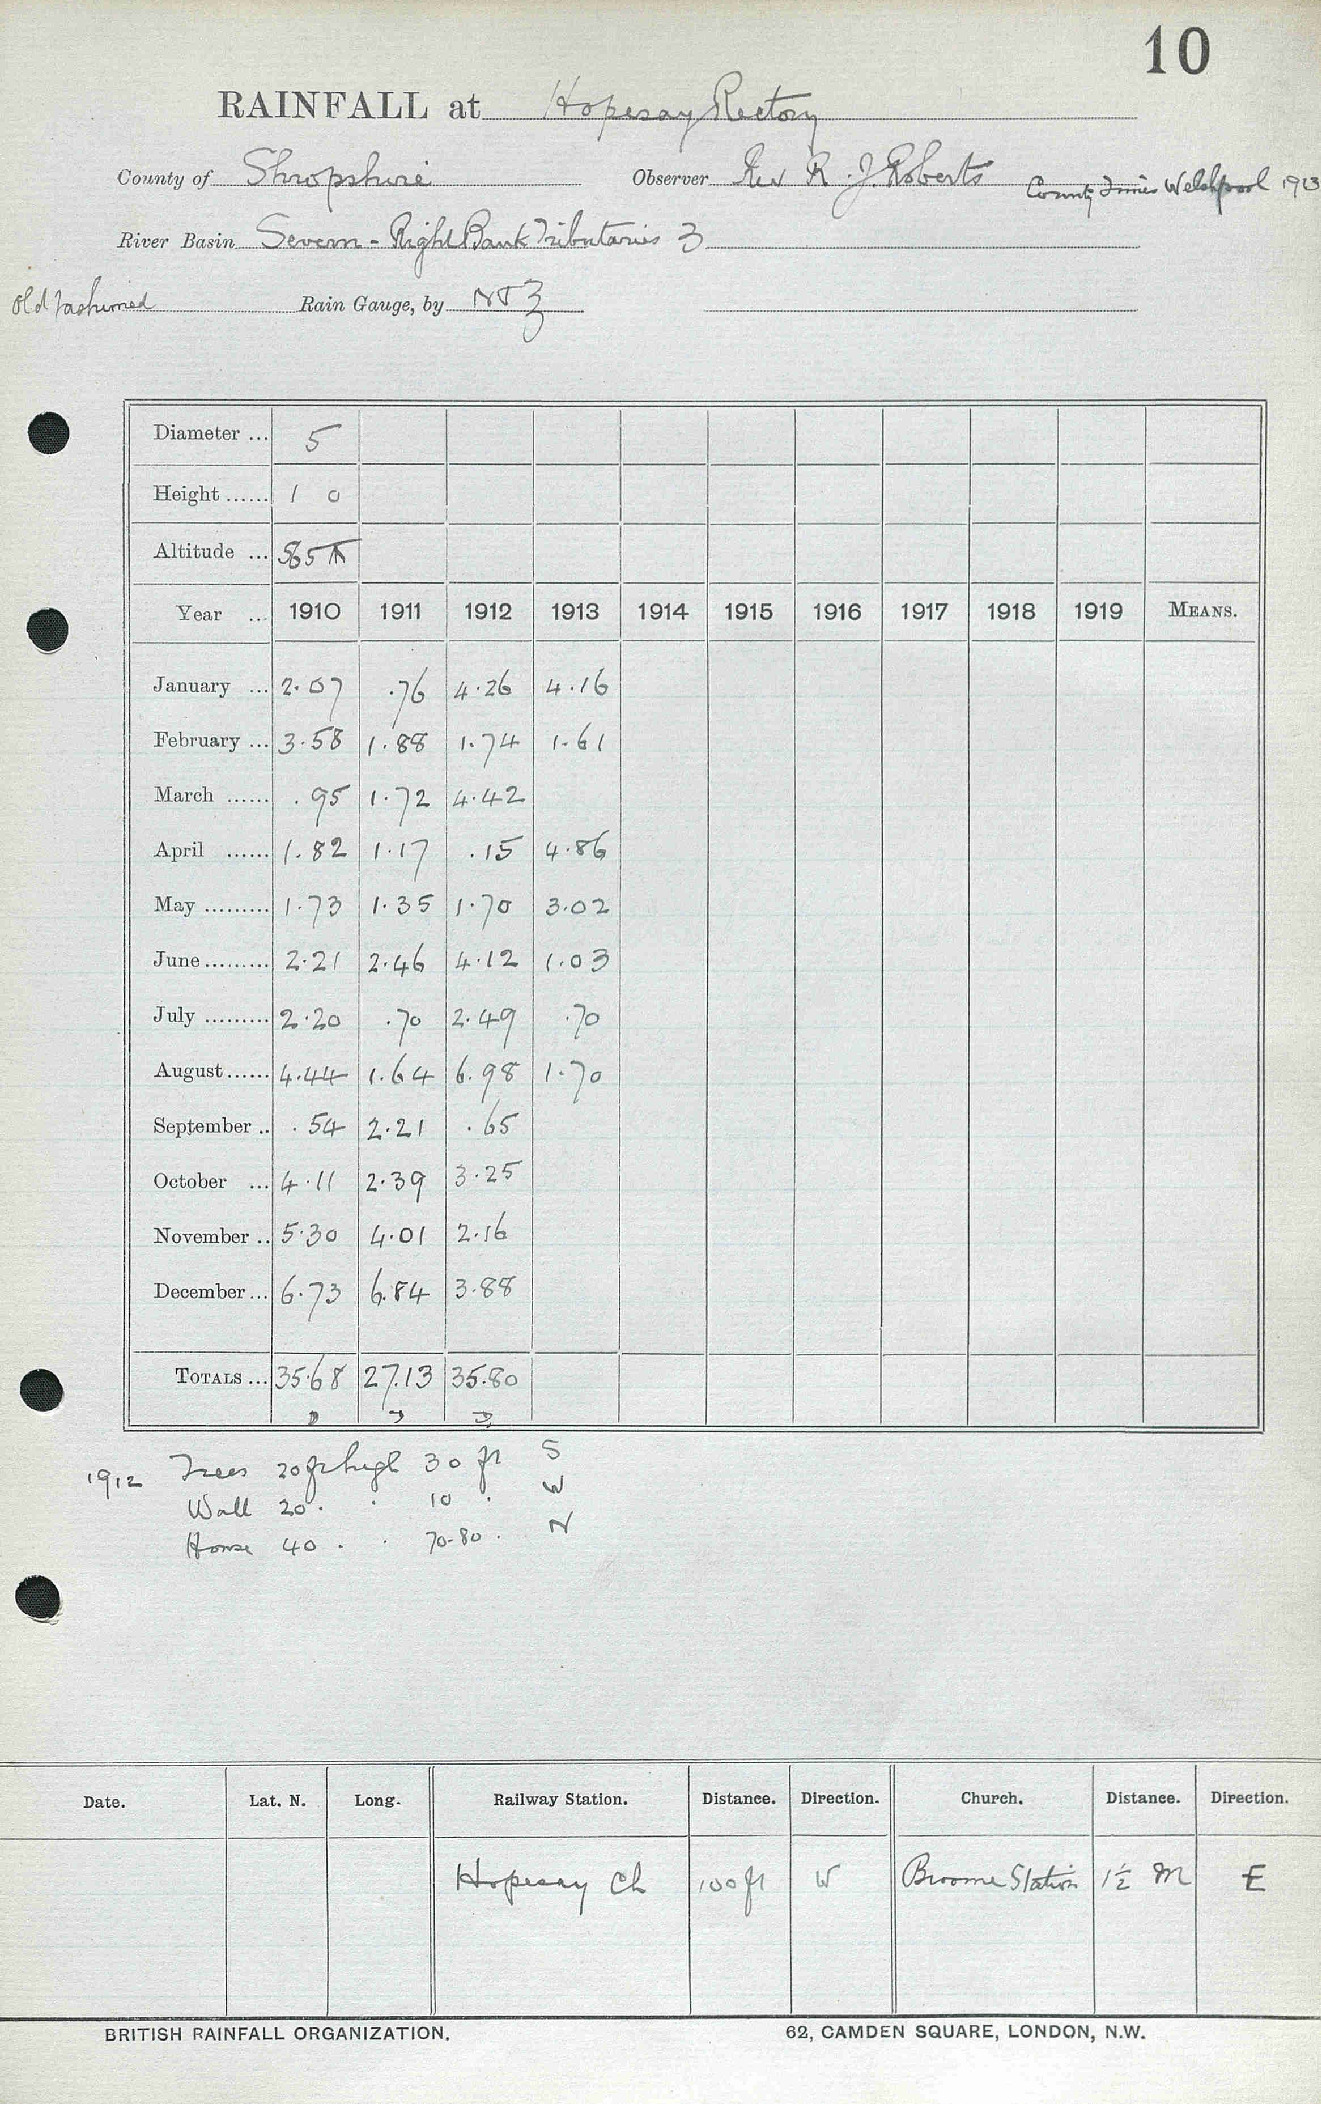 10
RAINFALL at Hopesay Rectory
County of Shropshire Observer Rev R. J. Roberts County Times Welshpool 1913
River Basin Severn - Right Bank Tributaries 3
Old fashioned Rain Gauge, by
Diameter ... 5
Height ...... 1 0
Altitude ... 565 ft
Year ... 1910 1911 1912 1913 1914 1915 1916 1917 1918 1919 MEANS.
January ... 2.07 .76 4.26 4.16
February ... 3.58 1.88 1.74 1.61
March ...... .95 1.72 4.42
April ...... 1.82 1.17 .15 4.86
May ......... 1.73 1.35 1.70 3.02
June ......... 2.21 2.46 4.12 1.03
July ......... 2.20 .70 2.49 .70
August ...... 4.44 1.64 6.98 1.70
September .. .54 2.21 .65
October ... 4.11 2.39 3.25
November .. 5.30 4.01 2.16
December ... 6.73 6.84 3.88
TOTALS ... 35.68 27.13 35.80
1912 Trees 20 ft high 30 ft S
Wall 20 . . 10 . W
House 40 . . 70-80 . N
Date. Lat. N. Long. Railway Station. Distance. Direction. Church. Distance. Direction.
Hopesay Ch 100 ft W Broome Station 1½ M E
BRITISH RAINFALL ORGANIZATION. 62, CAMDEN SQUARE, LONDON, N.W.